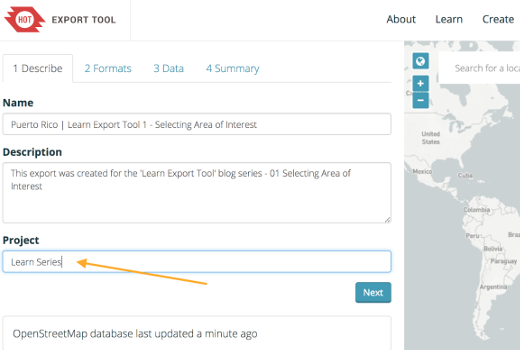 HOT EXPORT TOOL
About Learn Create
1 Describe 2 Formats 3 Data 4 Summary
Name
Puerto Rico | Learn Export Tool 1 - Selecting Area of Interest
Description
This export was created for the 'Learn Export Tool' blog series - 01 Selecting Area of
Interest
Project
Learn Series
Next
OpenStreetMap database last updated a minute ago
+
Search for a loca
−
United
States
Mexico
Cuba
Colombia
Peru
Bolivia
Paraguay
Argentina